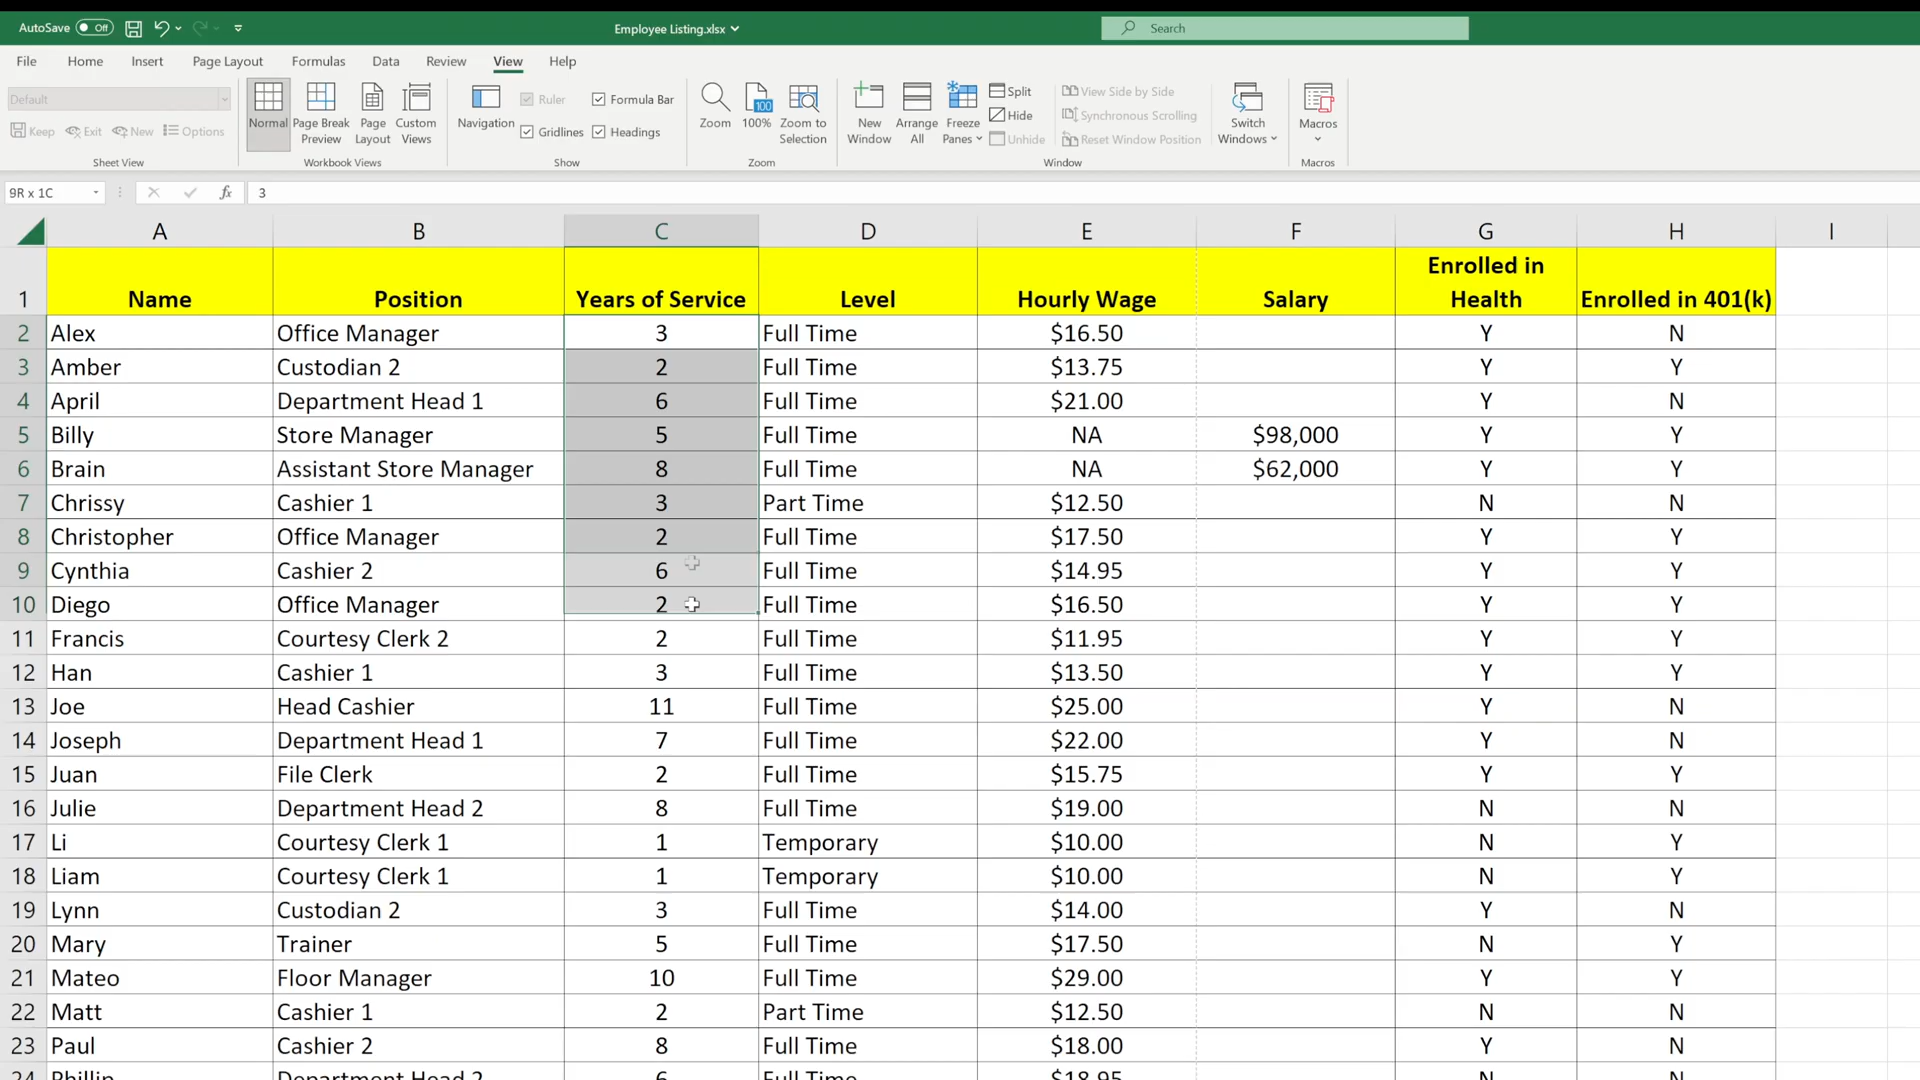 AutoSave Off
Employee Listing.xlsx
Search
File Home Insert Page Layout Formulas Data Review View Help
Default
Keep Exit New Options
Sheet View
Normal
Page Break Preview
Page Layout
Custom Views
Workbook Views
Navigation
Ruler
Formula Bar
Gridlines
Headings
Show
Zoom
100
100%
Zoom to Selection
Zoom
New Window
Arrange All
Freeze Panes
Split
Hide
Unhide
View Side by Side
Synchronous Scrolling
Reset Window Position
Window
Switch Windows
Macros
Macros
9R x 1C fx 3
A B C D E F G H I
1 Name Position Years of Service Level Hourly Wage Salary Enrolled in Health Enrolled in 401(k)
2 Alex Office Manager 3 Full Time $16.50 Y N
3 Amber Custodian 2 2 Full Time $13.75 Y Y
4 April Department Head 1 6 Full Time $21.00 Y N
5 Billy Store Manager 5 Full Time NA $98,000 Y Y
6 Brain Assistant Store Manager 8 Full Time NA $62,000 Y Y
7 Chrissy Cashier 1 3 Part Time $12.50 N N
8 Christopher Office Manager 2 Full Time $17.50 Y Y
9 Cynthia Cashier 2 6 Full Time $14.95 Y Y
10 Diego Office Manager 2 Full Time $16.50 Y Y
11 Francis Courtesy Clerk 2 2 Full Time $11.95 Y Y
12 Han Cashier 1 3 Full Time $13.50 Y Y
13 Joe Head Cashier 11 Full Time $25.00 Y N
14 Joseph Department Head 1 7 Full Time $22.00 Y N
15 Juan File Clerk 2 Full Time $15.75 Y Y
16 Julie Department Head 2 8 Full Time $19.00 N N
17 Li Courtesy Clerk 1 1 Temporary $10.00 N Y
18 Liam Courtesy Clerk 1 1 Temporary $10.00 N Y
19 Lynn Custodian 2 3 Full Time $14.00 Y N
20 Mary Trainer 5 Full Time $17.50 N Y
21 Mateo Floor Manager 10 Full Time $29.00 Y Y
22 Matt Cashier 1 2 Part Time $12.50 N N
23 Paul Cashier 2 8 Full Time $18.00 Y N
24 Phillip Department Head 2 6 Full Time $18.95 N N